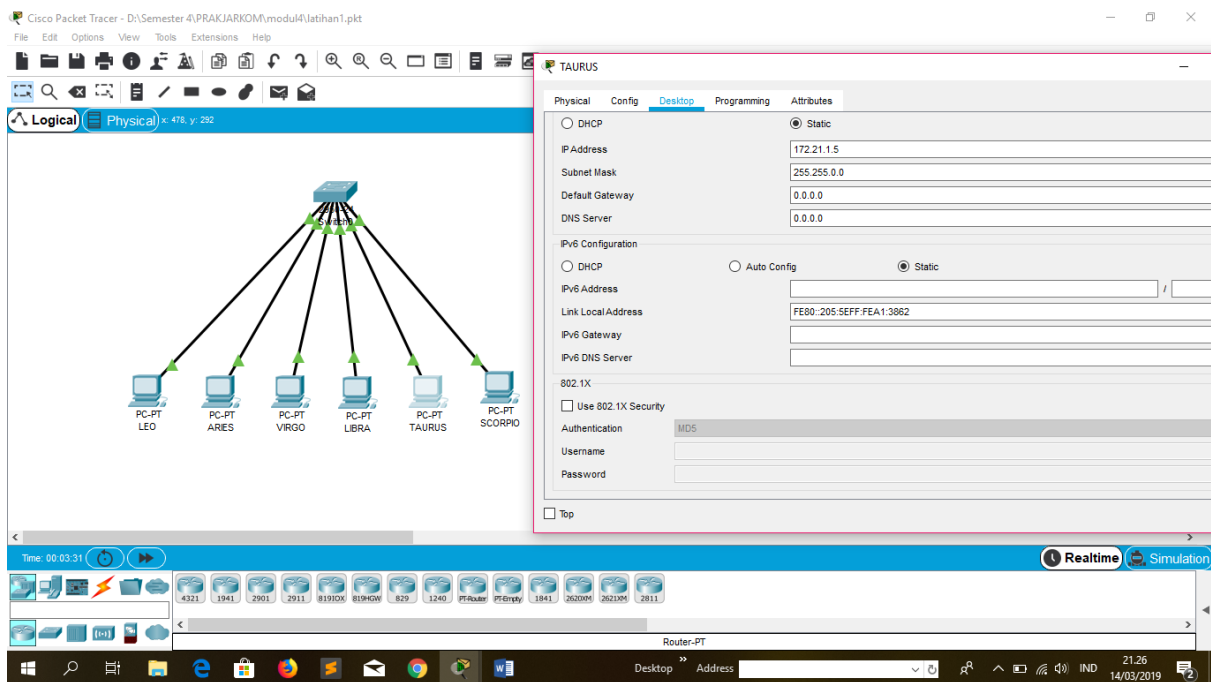 Cisco Packet Tracer - D:\Semester 4\PRAKJARKOM\modul4\latihan1.pkt
File Edit Options View Tools Extensions Help
Logical Physical x: 478, y: 292
Switch0
PC-PT
LEO
PC-PT
ARIES
PC-PT
VIRGO
PC-PT
LIBRA
PC-PT
TAURUS
PC-PT
SCORPIO
TAURUS
Physical Config Desktop Programming Attributes
DHCP Static
IP Address 172.21.1.5
Subnet Mask 255.255.0.0
Default Gateway 0.0.0.0
DNS Server 0.0.0.0
IPv6 Configuration
DHCP Auto Config Static
IPv6 Address /
Link Local Address FE80::205:5EFF:FEA1:3862
IPv6 Gateway
IPv6 DNS Server
802.1X
Use 802.1X Security
Authentication MD5
Username
Password
Top
Time: 00:03:31 Realtime Simulation
4321 1941 2901 2911 819IOX 819HGW 829 1240 PT-Router PT-Empty 1841 2620XM 2621XM 2811
Router-PT
Desktop Address IND 21.26
14/03/2019